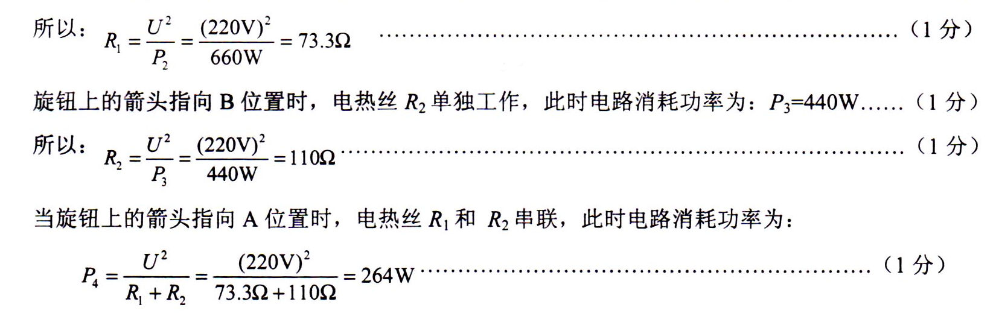 所以： R₁ = U²/P₂ = (220V)²/660W = 73.3Ω ……………………………………………………（1 分）
旋钮上的箭头指向 B 位置时，电热丝 R₂ 单独工作，此时电路消耗功率为：P₃=440W……（1 分）
所以： R₂ = U²/P₃ = (220V)²/440W = 110Ω ……………………………………………………（1 分）
当旋钮上的箭头指向 A 位置时，电热丝 R₁ 和 R₂ 串联，此时电路消耗功率为：
P₄ = U²/(R₁ + R₂) = (220V)²/(73.3Ω+110Ω) = 264W ……………………………………………（1 分）